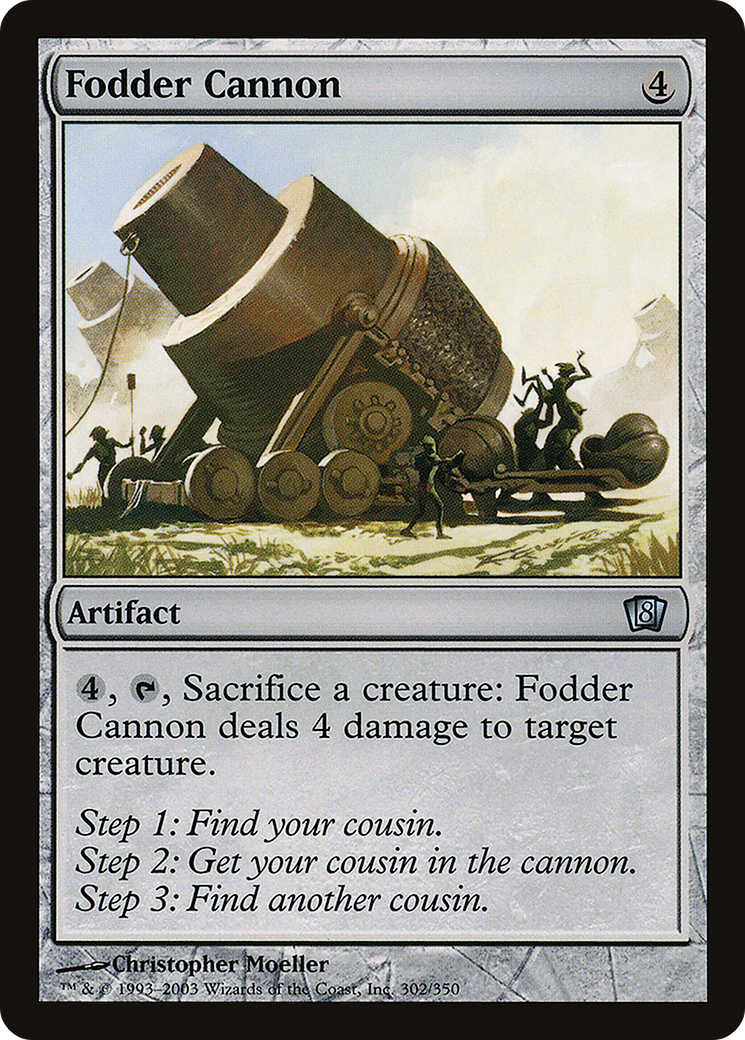 Fodder Cannon 4
Artifact 8
4, , Sacrifice a creature: Fodder
Cannon deals 4 damage to target
creature.
Step 1: Find your cousin.
Step 2: Get your cousin in the cannon.
Step 3: Find another cousin.
Christopher Moeller
™ & © 1993–2003 Wizards of the Coast, Inc. 302/350